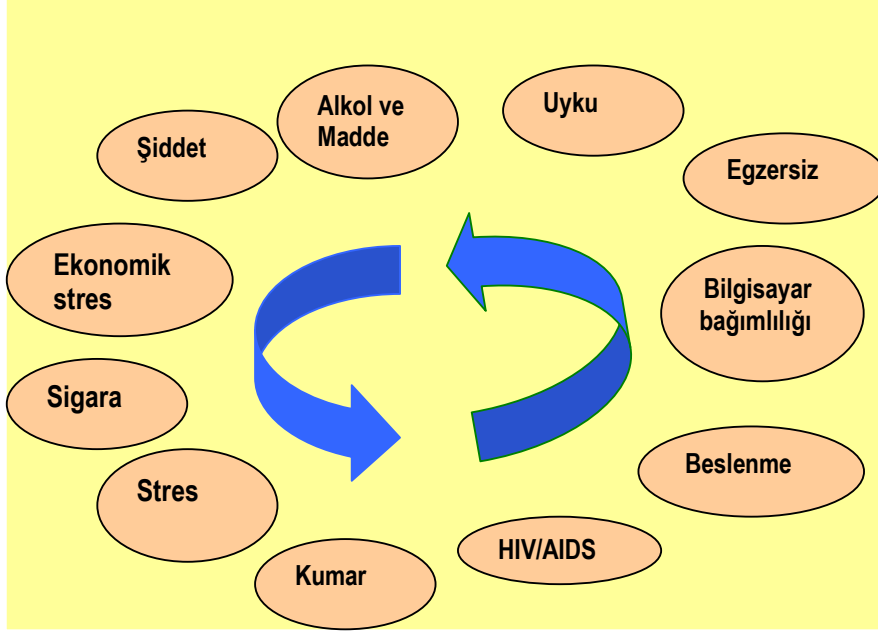 Alkol ve
Madde
Uyku
Şiddet
Egzersiz
Ekonomik
stres
Bilgisayar
bağımlılığı
Sigara
Beslenme
Stres
HIV/AIDS
Kumar